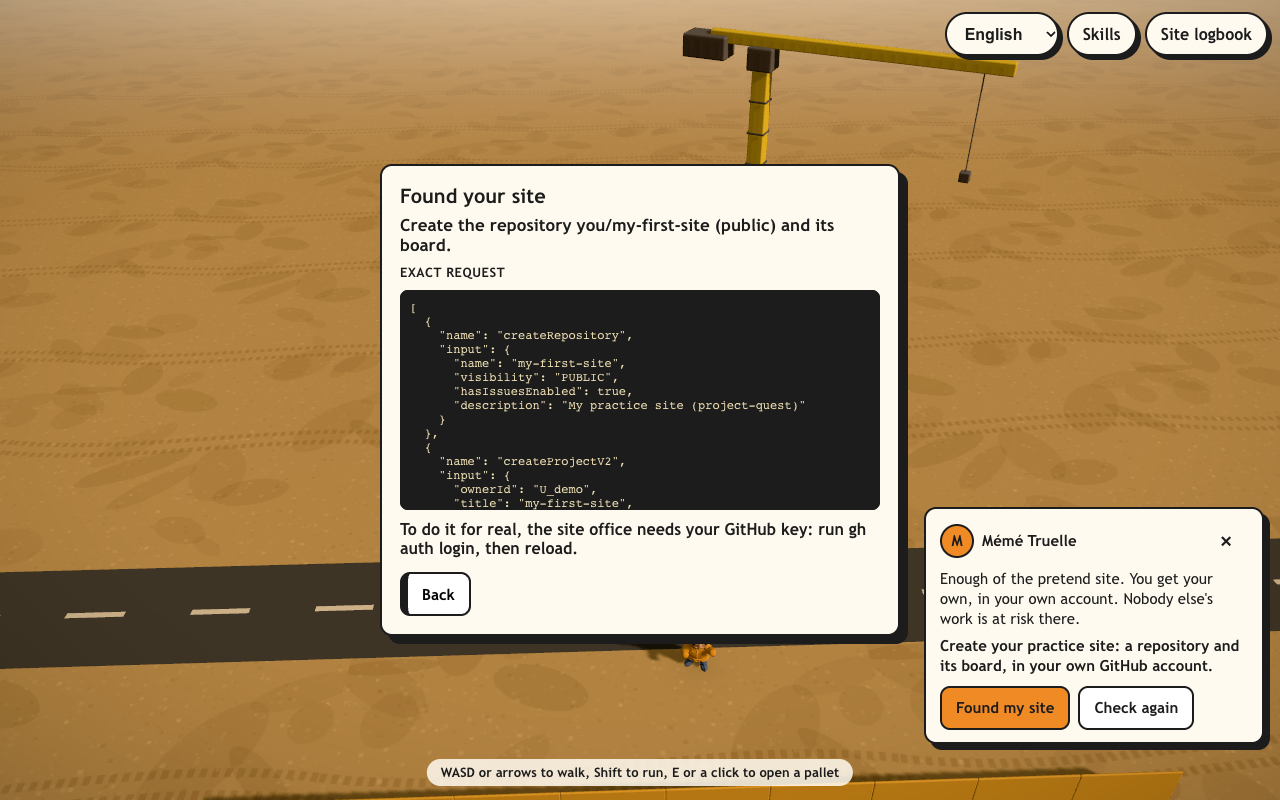 English
Skills
Site logbook
Found your site
Create the repository you/my-first-site (public) and its
board.
EXACT REQUEST
[
  {
    "name": "createRepository",
    "input": {
      "name": "my-first-site",
      "visibility": "PUBLIC",
      "hasIssuesEnabled": true,
      "description": "My practice site (project-quest)"
    }
  },
  {
    "name": "createProjectV2",
    "input": {
      "ownerId": "U_demo",
      "title": "my-first-site",
To do it for real, the site office needs your GitHub key: run gh
auth login, then reload.
Back
M
Mémé Truelle
×
Enough of the pretend site. You get your
own, in your own account. Nobody else's
work is at risk there.
Create your practice site: a repository and
its board, in your own GitHub account.
Found my site
Check again
WASD or arrows to walk, Shift to run, E or a click to open a pallet